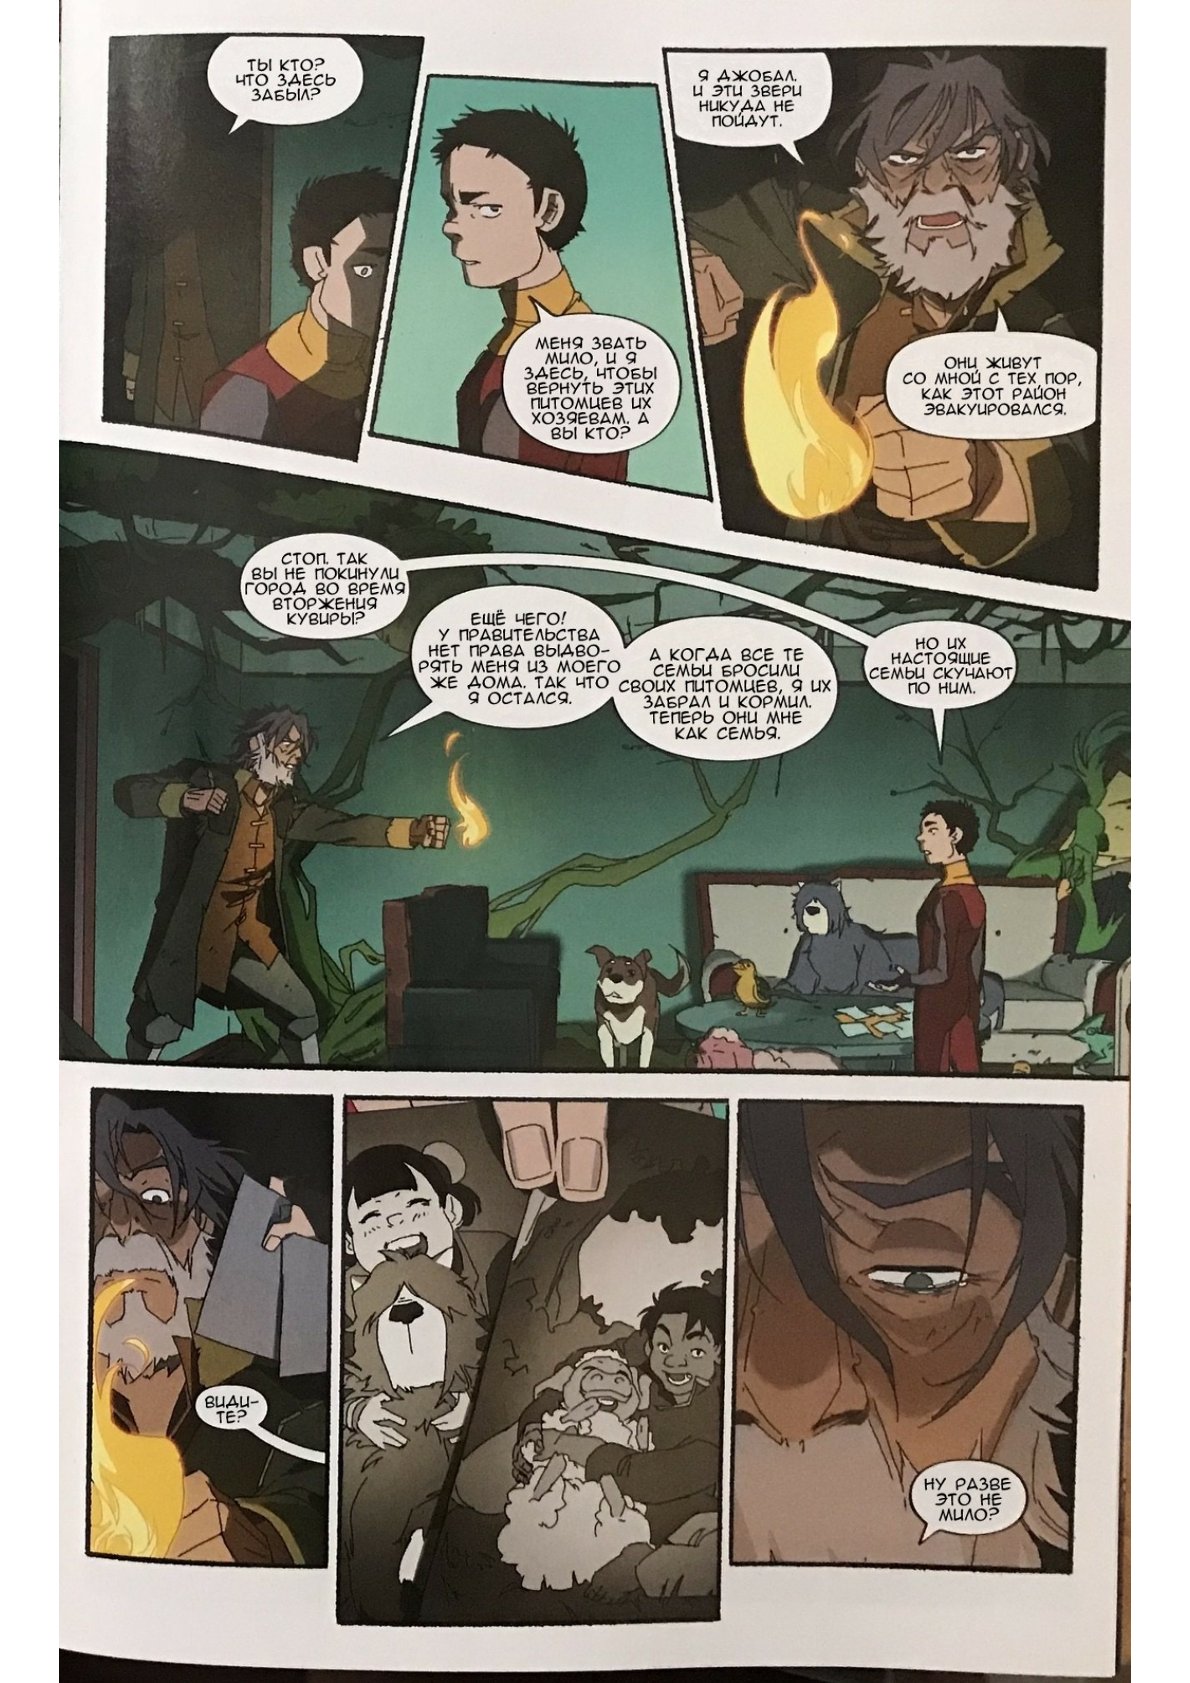 ТЫ КТО?
ЧТО ЗДЕСЬ
ЗАБЫЛ?
МЕНЯ ЗВАТЬ
МИЛО, И Я
ЗДЕСЬ, ЧТОБЫ
ВЕРНУТЬ ЭТИХ
ПИТОМЦЕВ ИХ
ХОЗЯЕВАМ. А
ВЫ КТО?
Я ДЖОБАЛ.
И ЭТИ ЗВЕРИ
НИКУДА НЕ
ПОЙДУТ.
ОНИ ЖИВУТ
СО МНОЙ С ТЕХ ПОР,
КАК ЭТОТ РАЙОН
ЭВАКУИРОВАЛСЯ.
СТОП. ТАК
ВЫ НЕ ПОКИНУЛИ
ГОРОД ВО ВРЕМЯ
ВТОРЖЕНИЯ
КУВИРЫ?
ЕЩЁ ЧЕГО!
У ПРАВИТЕЛЬСТВА
НЕТ ПРАВА ВЫДВО-
РЯТЬ МЕНЯ ИЗ МОЕГО
ЖЕ ДОМА. ТАК ЧТО
Я ОСТАЛСЯ.
А КОГДА ВСЕ ТЕ
СЕМЬИ БРОСИЛИ
СВОИХ ПИТОМЦЕВ, Я ИХ
ЗАБРАЛ И КОРМИЛ.
ТЕПЕРЬ ОНИ МНЕ
КАК СЕМЬЯ.
НО ИХ
НАСТОЯЩИЕ
СЕМЬИ СКУЧАЮТ
ПО НИМ.
ВИДИ-
ТЕ?
НУ РАЗВЕ
ЭТО НЕ
МИЛО?